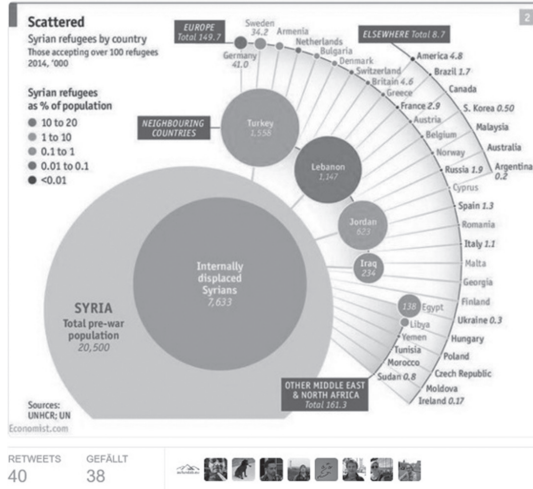 Scattered
Syrian refugees by country
Those accepting over 100 refugees
2014, '000
2
Syrian refugees
as % of population
10 to 20
1 to 10
0.1 to 1
0.01 to 0.1
<0.01
EUROPE
Total 149.7
Germany
41.0
Sweden
34.2
Armenia
Netherlands
Bulgaria
Denmark
Switzerland
Britain 4.6
Greece
France 2.9
Austria
Belgium
Norway
Russia 1.9
Cyprus
Spain 1.3
Romania
Italy 1.1
Malta
Georgia
Finland
Ukraine 0.3
Hungary
Poland
Czech Republic
Moldova
Ireland 0.17
ELSEWHERE Total 8.7
America 4.8
Brazil 1.7
Canada
S. Korea 0.50
Malaysia
Australia
Argentina
0.2
NEIGHBOURING
COUNTRIES
Turkey
1,558
Lebanon
1,147
Jordan
623
Iraq
234
Internally
displaced
Syrians
7,633
SYRIA
Total pre-war
population
20,500
138 Egypt
Libya
Yemen
Tunisia
Morocco
Sudan 0.8
OTHER MIDDLE EAST
& NORTH AFRICA
Total 161.3
Sources:
UNHCR; UN
Economist.com
RETWEETS
40
GEFÄLLT
38